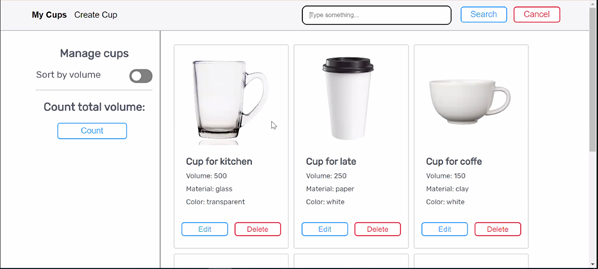 My Cups Create Cup Type something... Search Cancel
Manage cups
Sort by volume
Count total volume:
Count
Cup for kitchen
Volume: 500
Material: glass
Color: transparent
Edit Delete
Cup for late
Volume: 250
Material: paper
Color: white
Edit Delete
Cup for coffe
Volume: 150
Material: clay
Color: white
Edit Delete